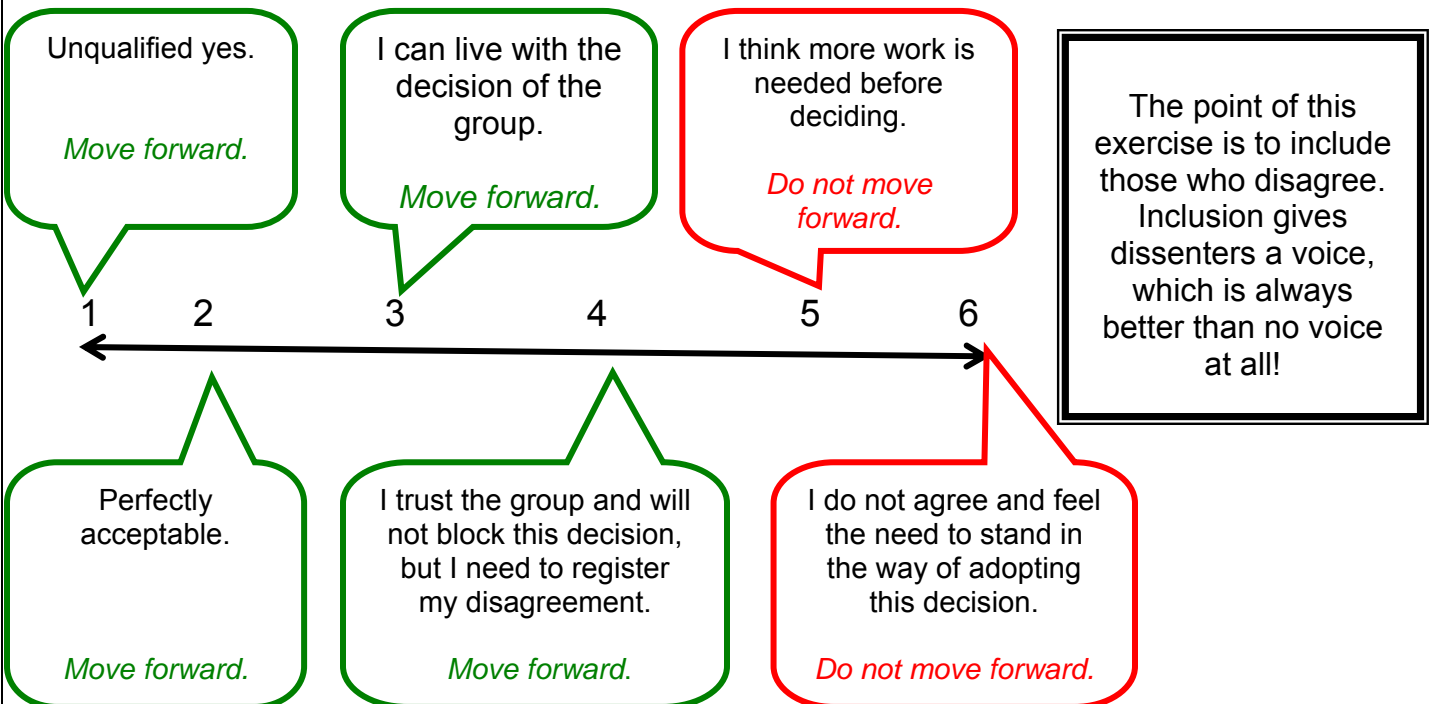 Unqualified yes.
Move forward.
I can live with the
decision of the
group.
Move forward.
I think more work is
needed before
deciding.
Do not move
forward.
The point of this
exercise is to include
those who disagree.
Inclusion gives
dissenters a voice,
which is always
better than no voice
at all!
1 2 3 4 5 6
Perfectly
acceptable.
Move forward.
I trust the group and will
not block this decision,
but I need to register
my disagreement.
Move forward.
I do not agree and feel
the need to stand in
the way of adopting
this decision.
Do not move forward.